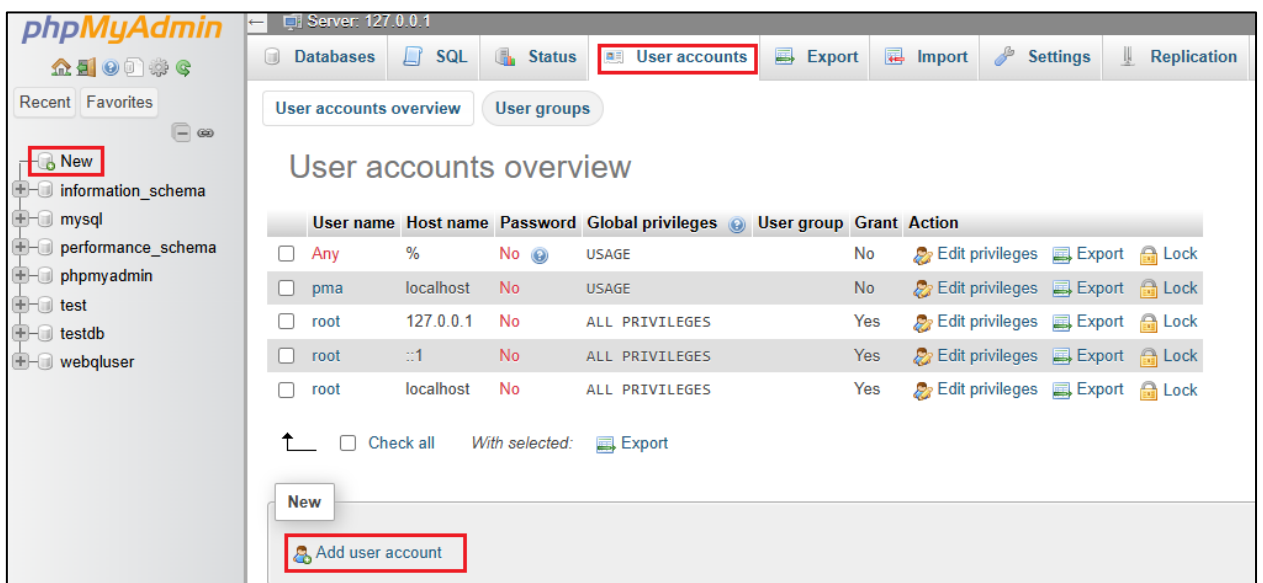 phpMyAdmin
Recent Favorites
New
information_schema
mysql
performance_schema
phpmyadmin
test
testdb
webqluser
Server: 127.0.0.1
Databases SQL Status User accounts Export Import Settings Replication
User accounts overview User groups
User accounts overview
User name Host name Password Global privileges User group Grant Action
Any % No USAGE No Edit privileges Export Lock
pma localhost No USAGE No Edit privileges Export Lock
root 127.0.0.1 No ALL PRIVILEGES Yes Edit privileges Export Lock
root ::1 No ALL PRIVILEGES Yes Edit privileges Export Lock
root localhost No ALL PRIVILEGES Yes Edit privileges Export Lock
Check all With selected: Export
New
Add user account